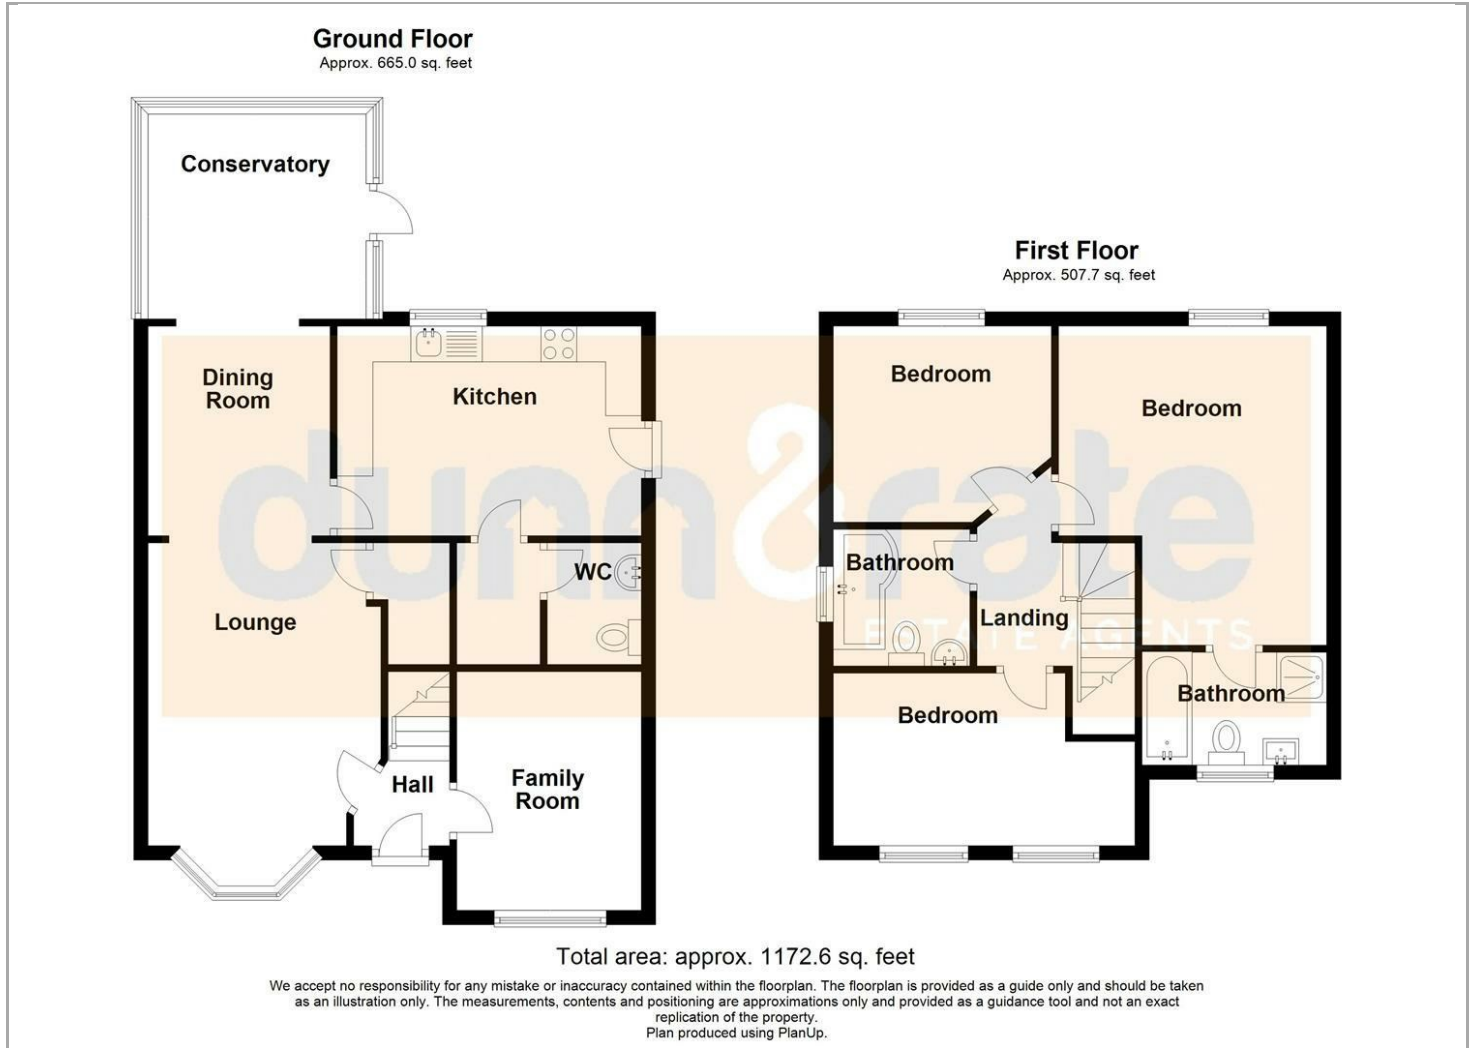 Ground Floor
Approx. 665.0 sq. feet
Conservatory
First Floor
Approx. 507.7 sq. feet
Dining
Room
Kitchen
Bedroom
Bedroom
dunn&rate
ESTATE AGENTS
WC
Bathroom
Lounge
Landing
Hall
Family
Room
Bedroom
Bathroom
Total area: approx. 1172.6 sq. feet
We accept no responsibility for any mistake or inaccuracy contained within the floorplan. The floorplan is provided as a guide only and should be taken
as an illustration only. The measurements, contents and positioning are approximations only and provided as a guidance tool and not an exact
replication of the property.
Plan produced using PlanUp.